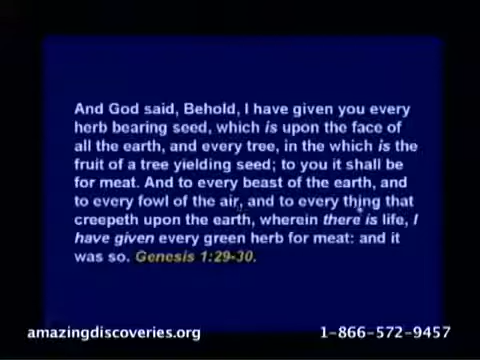 And God said, Behold, I have given you every
herb bearing seed, which is upon the face of
all the earth, and every tree, in the which is the
fruit of a tree yielding seed; to you it shall be
for meat. And to every beast of the earth, and
to every fowl of the air, and to every thing that
creepeth upon the earth, wherein there is life, I
have given every green herb for meat: and it
was so. Genesis 1:29-30.
amazingdiscoveries.org
1-866-572-9457